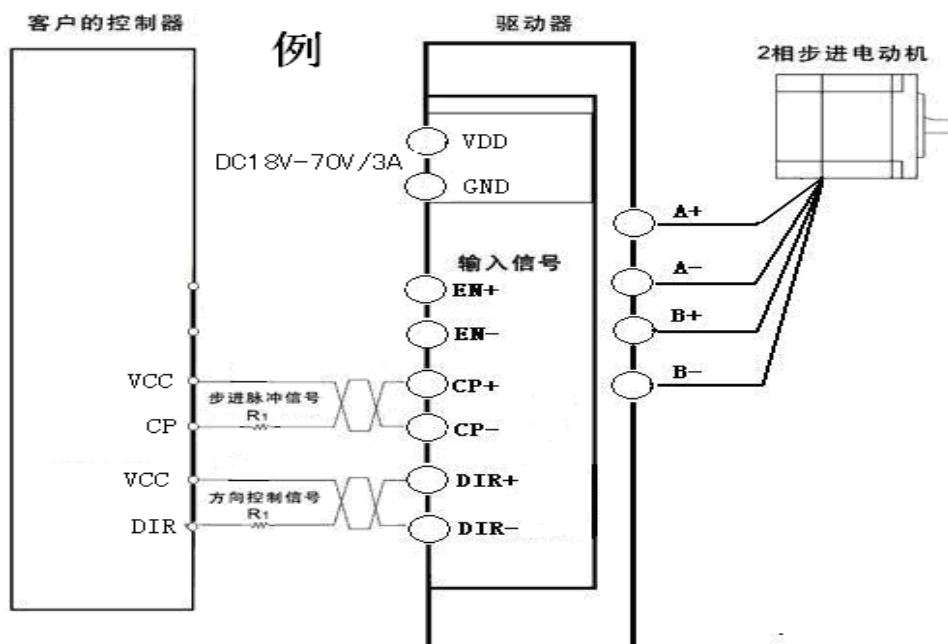 客户的控制器
例
驱动器
2相步进电动机
DC18V-70V/3A
VDD
GND
A+
A-
B+
B-
输入信号
EN+
EN-
VCC
步进脉冲信号
R1
CP
CP+
CP-
VCC
方向控制信号
R1
DIR
DIR+
DIR-